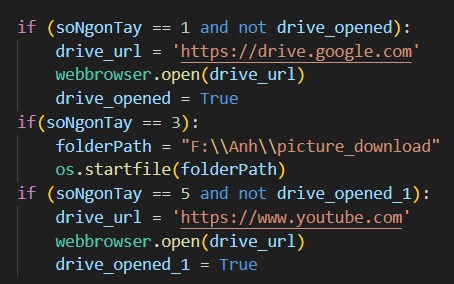 if (soNgonTay == 1 and not drive_opened):
    drive_url = 'https://drive.google.com'
    webbrowser.open(drive_url)
    drive_opened = True
if(soNgonTay == 3):
    folderPath = "F:\\Anh\\picture_download"
    os.startfile(folderPath)
if (soNgonTay == 5 and not drive_opened_1):
    drive_url = 'https://www.youtube.com'
    webbrowser.open(drive_url)
    drive_opened_1 = True